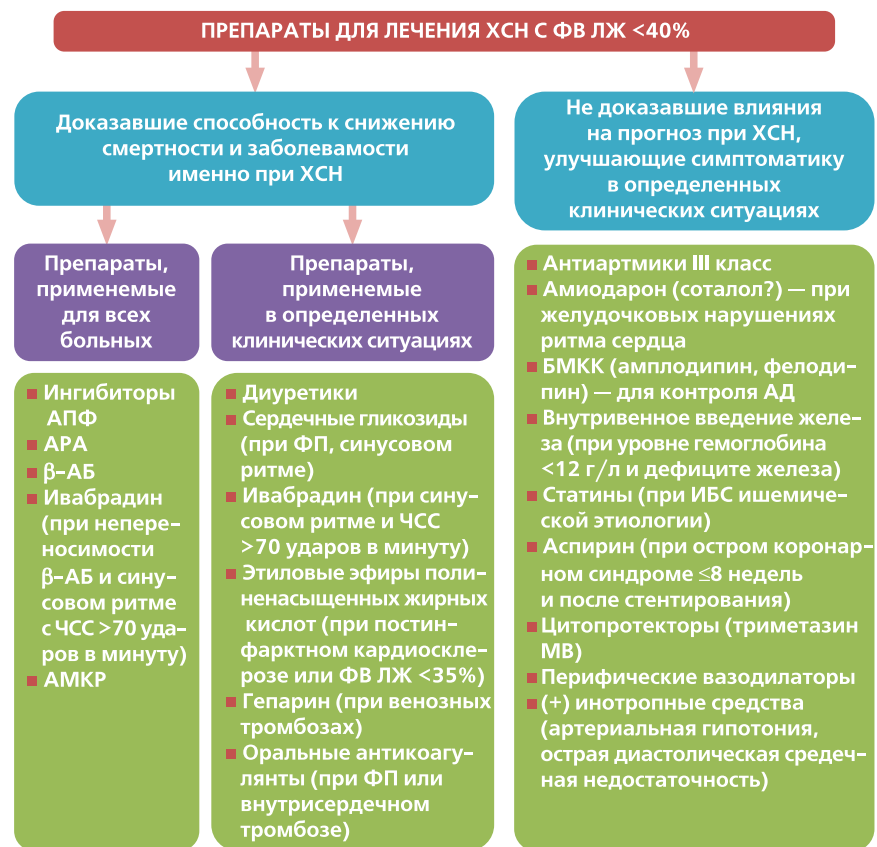 ПРЕПАРАТЫ ДЛЯ ЛЕЧЕНИЯ ХСН С ФВ ЛЖ <40%
Доказавшие способность к снижению
смертности и заболевамости
именно при ХСН
Не доказавшие влияния
на прогноз при ХСН,
улучшающие симптоматику
в определенных
клинических ситуациях
Препараты,
применемые
для всех
больных
Препараты,
применемые
в определенных
клинических ситуациях
■ Ингибиторы
АПФ
■ АРА
■ β–АБ
■ Ивабрадин
(при непере–
носимости
β–АБ и сину–
совом ритме
с ЧСС >70 уда–
ров в минуту)
■ АМКР
■ Диуретики
■ Сердечные гликозиды
(при ФП, синусовом
ритме)
■ Ивабрадин (при сину–
совом ритме и ЧСС
>70 ударов в минуту)
■ Этиловые эфиры поли–
ненасыщенных жирных
кислот (при постин–
фарктном кардиоскле–
розе или ФВ ЛЖ <35%)
■ Гепарин (при венозных
тромбозах)
■ Оральные антикоагу–
лянты (при ФП или
внутрисердечном
тромбозе)
■ Антиартмики III класс
■ Амиодарон (соталол?) — при
желудочковых нарушениях
ритма сердца
■ БМКК (амплодипин, фелоди–
пин) — для контроля АД
■ Внутривенное введение желе–
за (при уровне гемоглобина
<12 г/л и дефиците железа)
■ Статины (при ИБС ишемиче–
ской этиологии)
■ Аспирин (при остром коронар–
ном синдроме ≤8 недель
и после стентирования)
■ Цитопротекторы (триметазин
МВ)
■ Перифические вазодилаторы
■ (+) инотропные средства
(артериальная гипотония,
острая диастолическая средеч–
ная недостаточность)